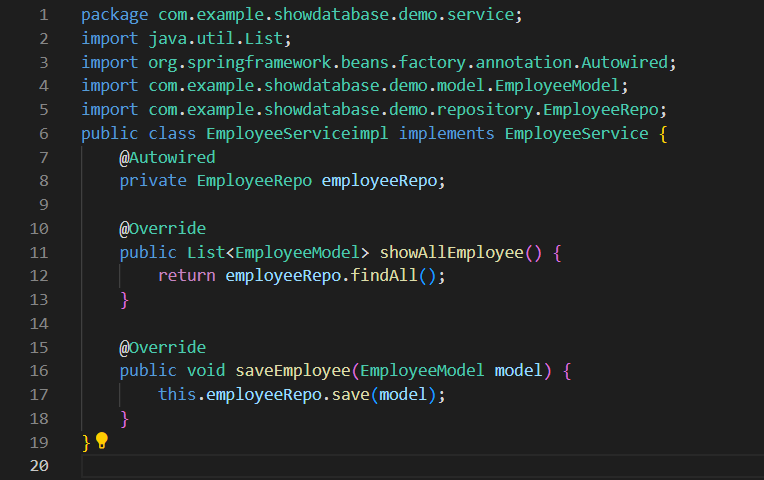 1 package com.example.showdatabase.demo.service;
2 import java.util.List;
3 import org.springframework.beans.factory.annotation.Autowired;
4 import com.example.showdatabase.demo.model.EmployeeModel;
5 import com.example.showdatabase.demo.repository.EmployeeRepo;
6 public class EmployeeServiceimpl implements EmployeeService {
7     @Autowired
8     private EmployeeRepo employeeRepo;
9
10     @Override
11     public List<EmployeeModel> showAllEmployee() {
12         return employeeRepo.findAll();
13     }
14
15     @Override
16     public void saveEmployee(EmployeeModel model) {
17         this.employeeRepo.save(model);
18     }
19 }
20